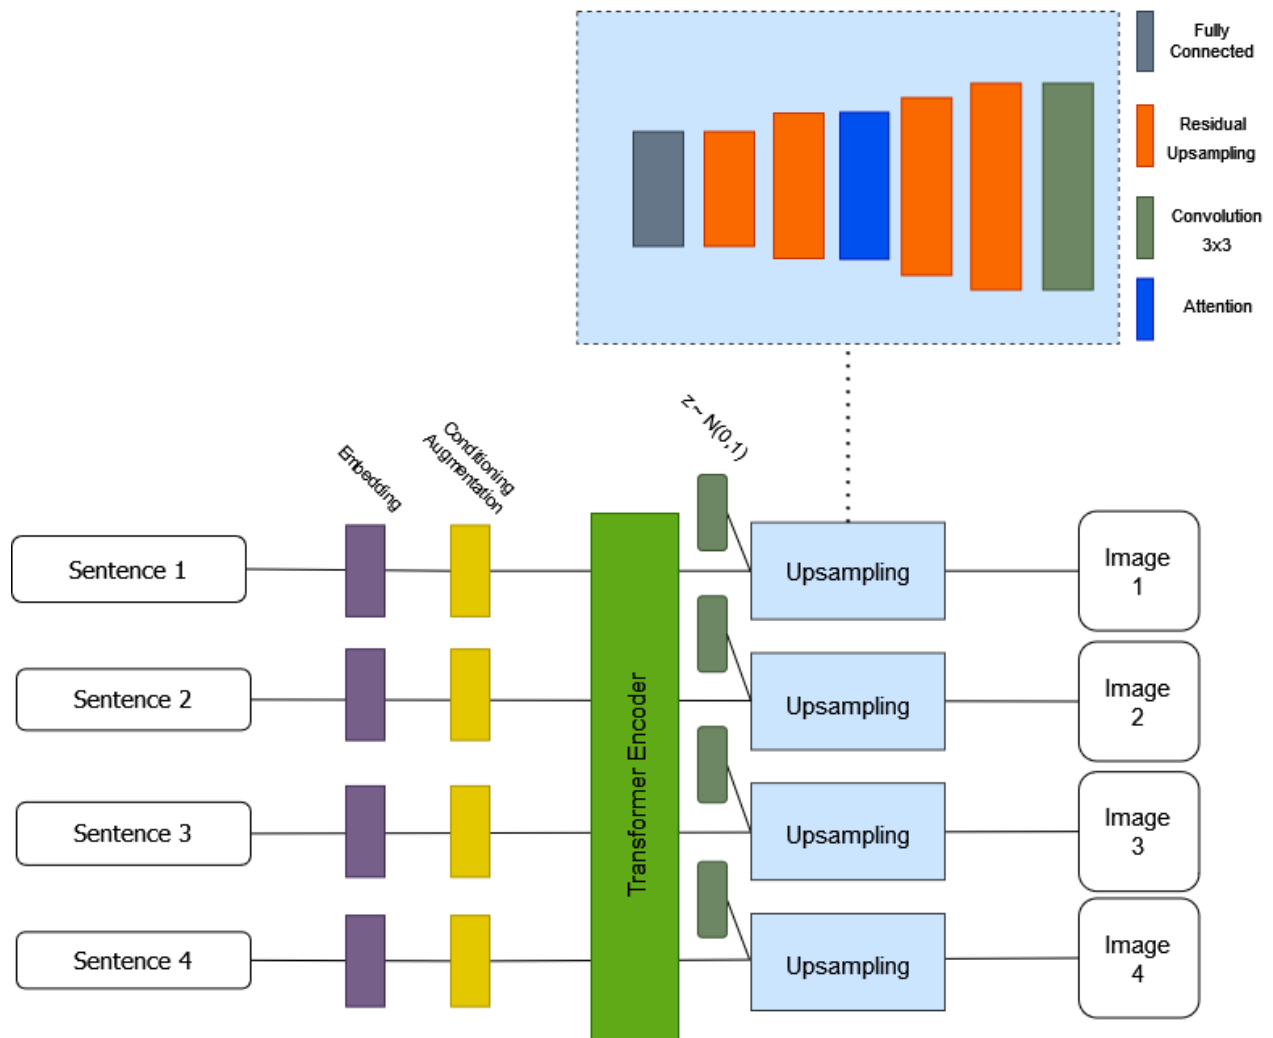 Fully
Connected
Residual
Upsampling
Convolution
3x3
Attention
z ~ N(0,1)
Embedding
Conditioning
Augmentation
Sentence 1
Upsampling
Image
1
Sentence 2
Upsampling
Image
2
Transformer Encoder
Sentence 3
Upsampling
Image
3
Sentence 4
Upsampling
Image
4